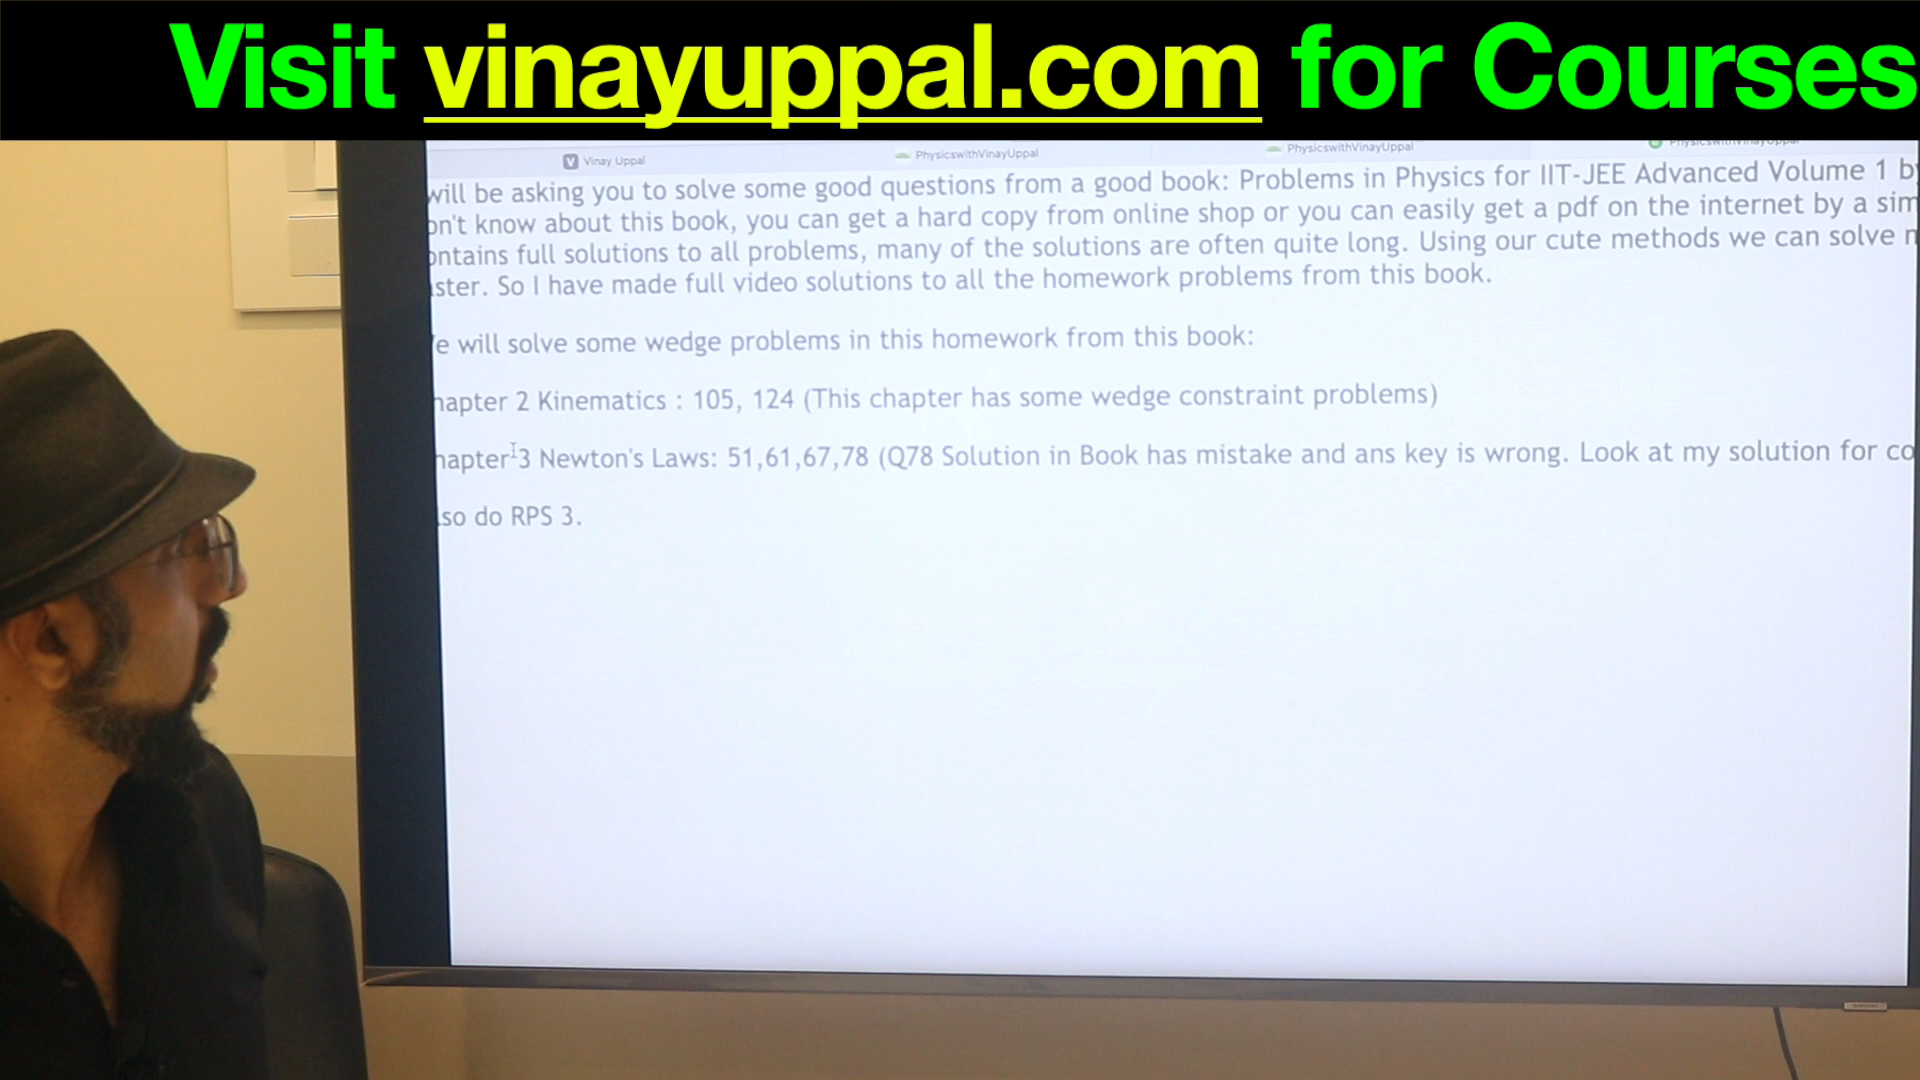 Visit vinayuppal.com for Courses
Vinay Uppal
PhysicswithVinayUppal
PhysicswithVinayUppal
PhysicswithVinayUppal
will be asking you to solve some good questions from a good book: Problems in Physics for IIT-JEE Advanced Volume 1 by
on't know about this book, you can get a hard copy from online shop or you can easily get a pdf on the internet by a sim
ontains full solutions to all problems, many of the solutions are often quite long. Using our cute methods we can solve
ster. So I have made full video solutions to all the homework problems from this book.
e will solve some wedge problems in this homework from this book:
hapter 2 Kinematics : 105, 124 (This chapter has some wedge constraint problems)
hapter 3 Newton's Laws: 51,61,67,78 (Q78 Solution in Book has mistake and ans key is wrong. Look at my solution for co
lso do RPS 3.